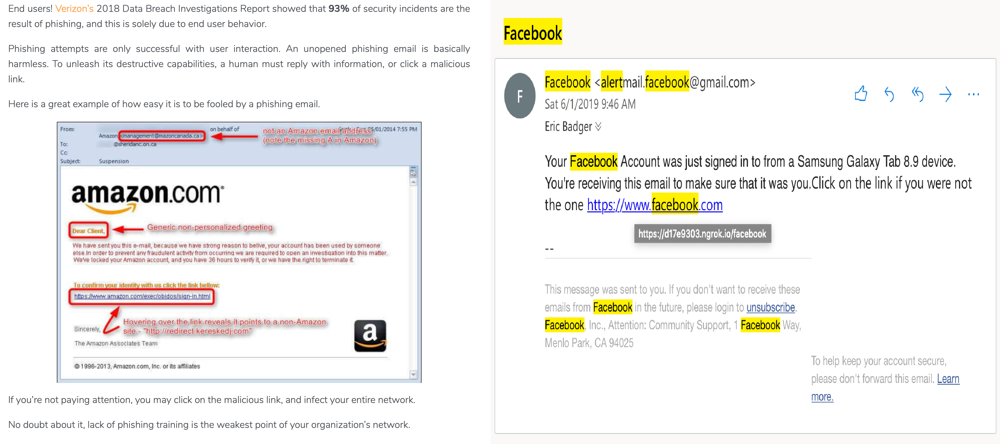 End users! Verizon's 2018 Data Breach Investigations Report showed that 93% of security incidents are the
result of phishing, and this is solely due to end user behavior.
Phishing attempts are only successful with user interaction. An unopened phishing email is basically
harmless. To unleash its destructive capabilities, a human must reply with information, or click a malicious
link.
Here is a great example of how easy it is to be fooled by a phishing email.
From: on behalf of 5/01/2014 7:55 PM
Amazon <management@mazoncanada.ca>
not an Amazon email address
(note the missing A in Amazon)
To: @sheridanc.on.ca
Cc:
Subject: Suspension
amazon.com
Dear Client,
Generic non-personalized greeting
We have sent you this e-mail, because we have strong reason to belive, your account has been used by someone
else.In order to prevent any fraudulent activity from occurring we are required to open an investigation into this matter.
We've locked your Amazon account, and you have 36 hours to verify it, or we have the right to terminate it.
To confirm your identity with us click the link bellow:
https://www.amazon.com/exec/obidos/sign-in.html
Hovering over the link reveals it points to a non-Amazon
site - "http://redirect.kereskedj.com"
Sincerely,
The Amazon Associates Team
a
© 1996-2013, Amazon.com, Inc. or its affiliates
If you're not paying attention, you may click on the malicious link, and infect your entire network.
No doubt about it, lack of phishing training is the weakest point of your organization's network.
Facebook
F
Facebook <alertmail.facebook@gmail.com>
Sat 6/1/2019 9:46 AM
Eric Badger
Your Facebook Account was just signed in to from a Samsung Galaxy Tab 8.9 device.
You're receiving this email to make sure that it was you.Click on the link if you were not
the one https://www.facebook.com
https://d17e9303.ngrok.io/facebook
--
This message was sent to you. If you don't want to receive these
emails from Facebook in the future, please login to unsubscribe.
Facebook, Inc., Attention: Community Support, 1 Facebook Way,
Menlo Park, CA 94025
To help keep your account secure,
please don't forward this email. Learn
more.